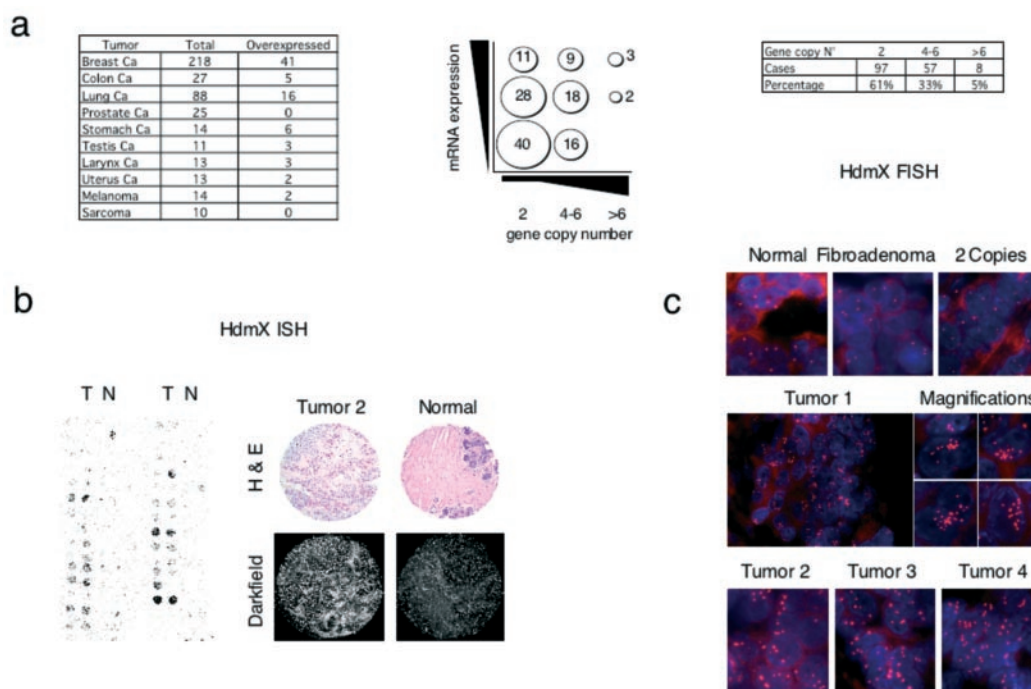 a
Tumor Total Overexpressed
Breast Ca 218 41
Colon Ca 27 5
Lung Ca 88 16
Prostate Ca 25 0
Stomach Ca 14 6
Testis Ca 11 3
Larynx Ca 13 3
Uterus Ca 13 2
Melanoma 14 2
Sarcoma 10 0
mRNA expression
11 9 3
28 18 2
40 16
2 4-6 >6
gene copy number
Gene copy N° 2 4-6 >6
Cases 97 57 8
Percentage 61% 33% 5%
HdmX FISH
b
HdmX ISH
T N T N
Tumor 2 Normal
H & E
Darkfield
c
Normal Fibroadenoma 2 Copies
Tumor 1 Magnifications
Tumor 2 Tumor 3 Tumor 4